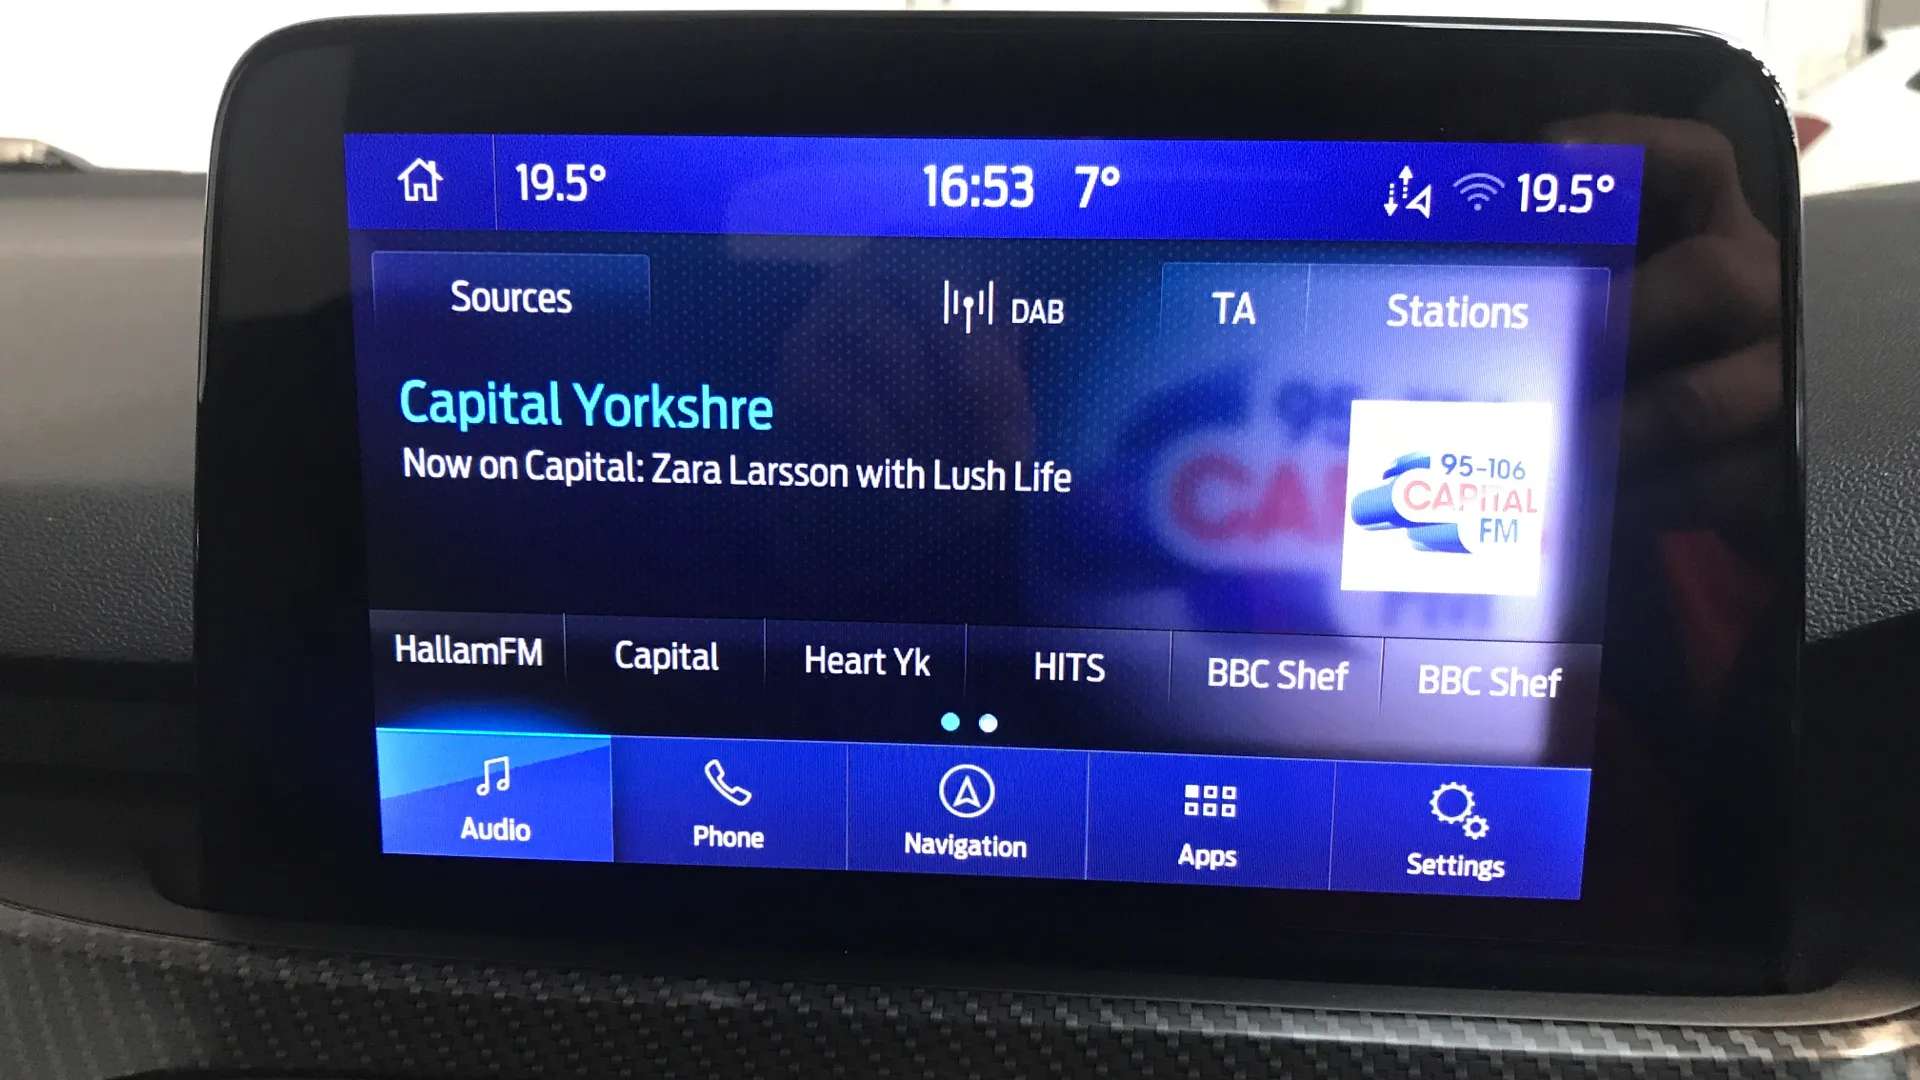 19.5° 16:53 7° 19.5°
Sources DAB TA Stations
Capital Yorkshre
Now on Capital: Zara Larsson with Lush Life
95-106
CAPITAL
FM
HallamFM Capital Heart Yk HITS BBC Shef BBC Shef
Audio Phone Navigation Apps Settings